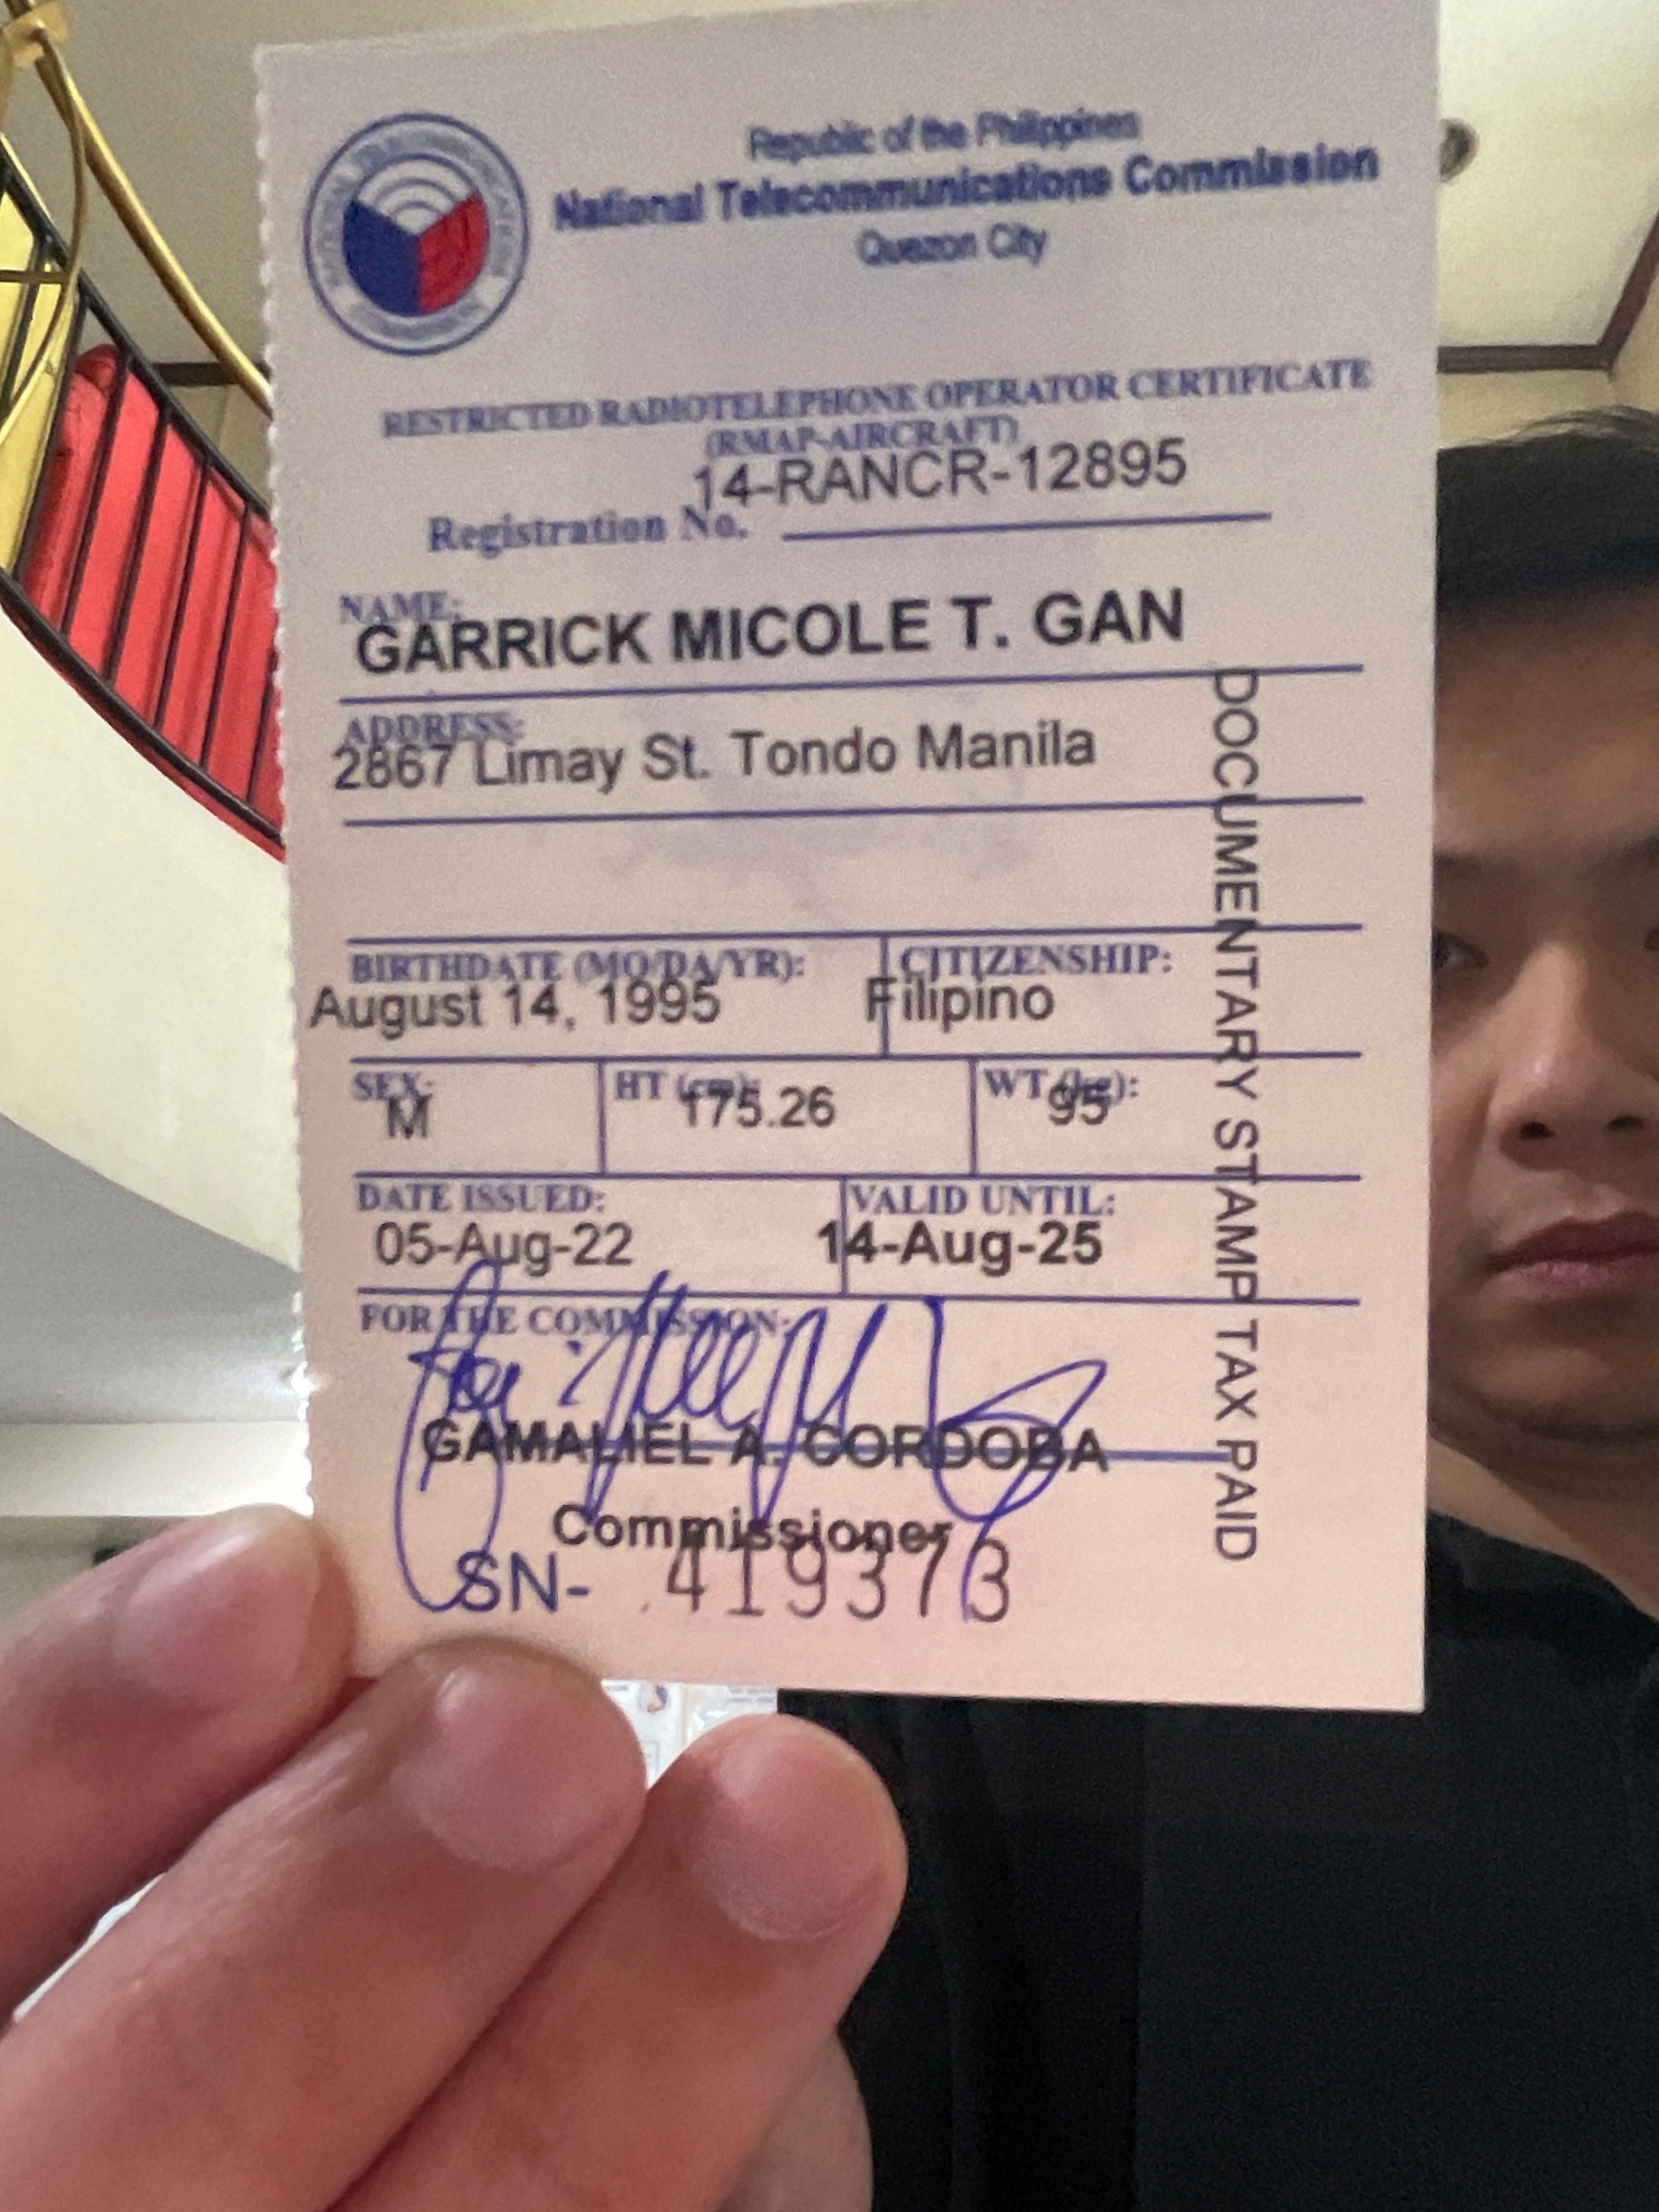 NATIONAL TELECOMMUNICATIONS COMMISSION
Republic of the Philippines
National Telecommunications Commission
Quezon City
RESTRICTED RADIOTELEPHONE OPERATOR CERTIFICATE
(RMAP-AIRCRAFT)
14-RANCR-12895
Registration No.
NAME:
GARRICK MICOLE T. GAN
ADDRESS:
2867 Limay St. Tondo Manila
BIRTHDATE (MO/DA/YR): CITIZENSHIP:
August 14, 1995 Filipino
SEX: HT (cm): WT (kg):
M 175.26 95
DATE ISSUED: VALID UNTIL:
05-Aug-22 14-Aug-25
FOR THE COMMISSION:
GAMALIEL A. CORDOBA
Commissioner
SN- 419373
DOCUMENTARY STAMP TAX PAID